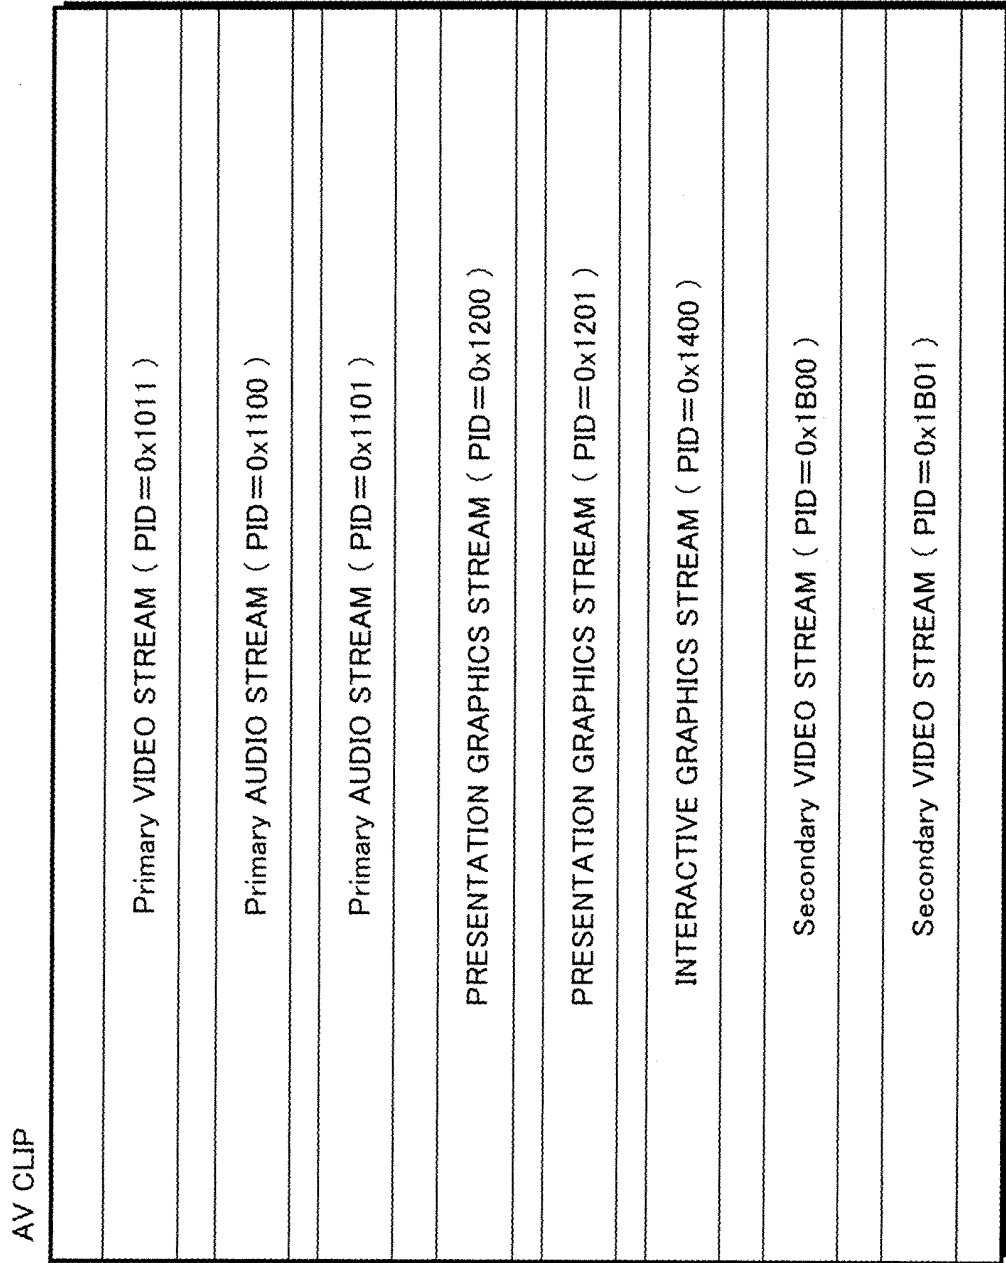 AV CLIP
Primary VIDEO STREAM ( PID=0x1011 )
Primary AUDIO STREAM ( PID=0x1100 )
Primary AUDIO STREAM ( PID=0x1101 )
PRESENTATION GRAPHICS STREAM ( PID=0x1200 )
PRESENTATION GRAPHICS STREAM ( PID=0x1201 )
INTERACTIVE GRAPHICS STREAM ( PID=0x1400 )
Secondary VIDEO STREAM ( PID=0x1B00 )
Secondary VIDEO STREAM ( PID=0x1B01 )